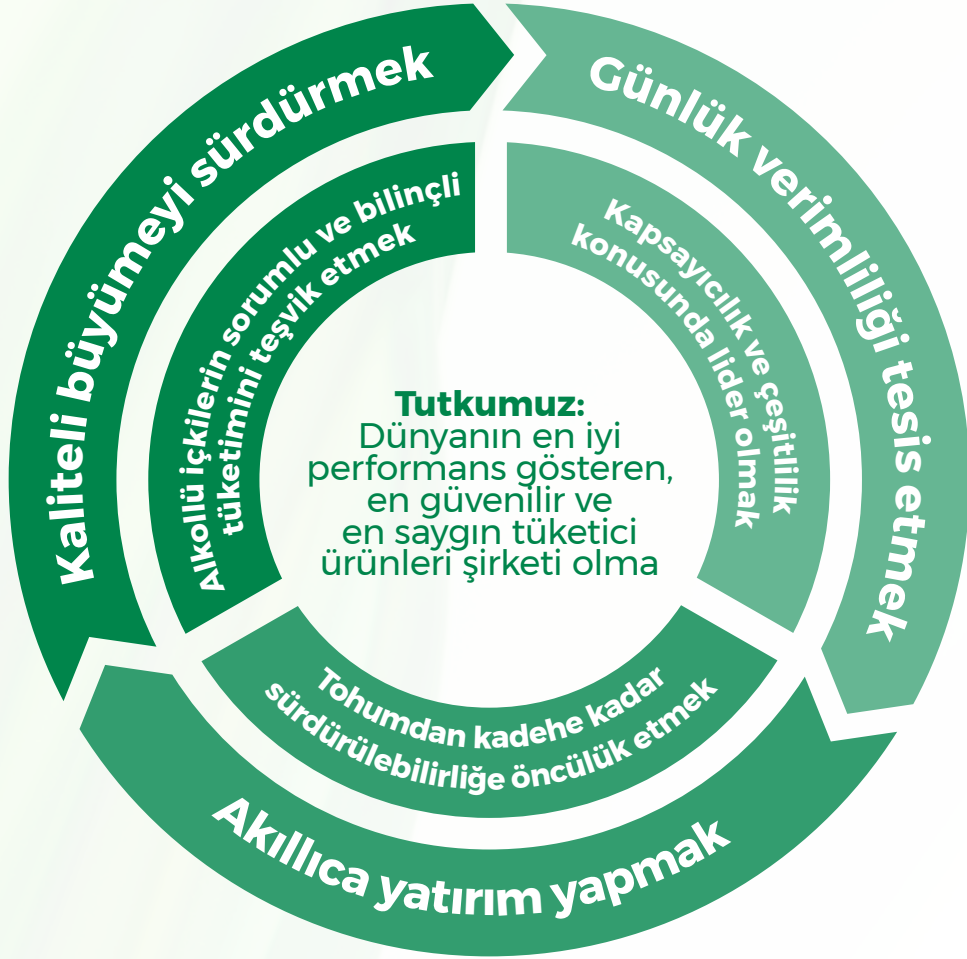 Kaliteli büyümeyi sürdürmek
Günlük verimliliği tesis etmek
Akıllıca yatırım yapmak
Alkollü içkilerin sorumlu ve bilinçli
tüketimini teşvik etmek
Kapsayıcılık ve çeşitlilik
konusunda lider olmak
Tohumdan kadehe kadar
sürdürülebilirliğe öncülük etmek
Tutkumuz:
Dünyanın en iyi
performans gösteren,
en güvenilir ve
en saygın tüketici
ürünleri şirketi olma